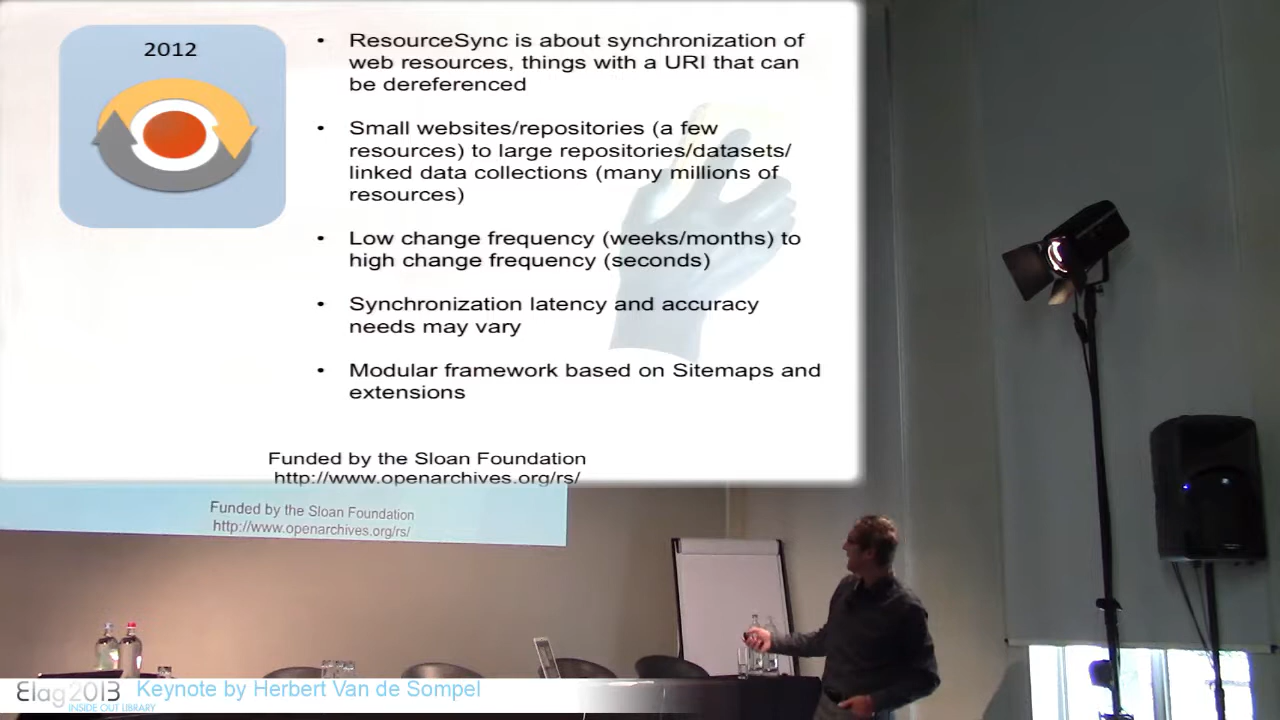 2012
• ResourceSync is about synchronization of
web resources, things with a URI that can
be dereferenced
• Small websites/repositories (a few
resources) to large repositories/datasets/
linked data collections (many millions of
resources)
• Low change frequency (weeks/months) to
high change frequency (seconds)
• Synchronization latency and accuracy
needs may vary
• Modular framework based on Sitemaps and
extensions
Funded by the Sloan Foundation
http://www.openarchives.org/rs/
Funded by the Sloan Foundation
http://www.openarchives.org/rs/
Elag2013 Keynote by Herbert Van de Sompel
INSIDE OUT LIBRARY